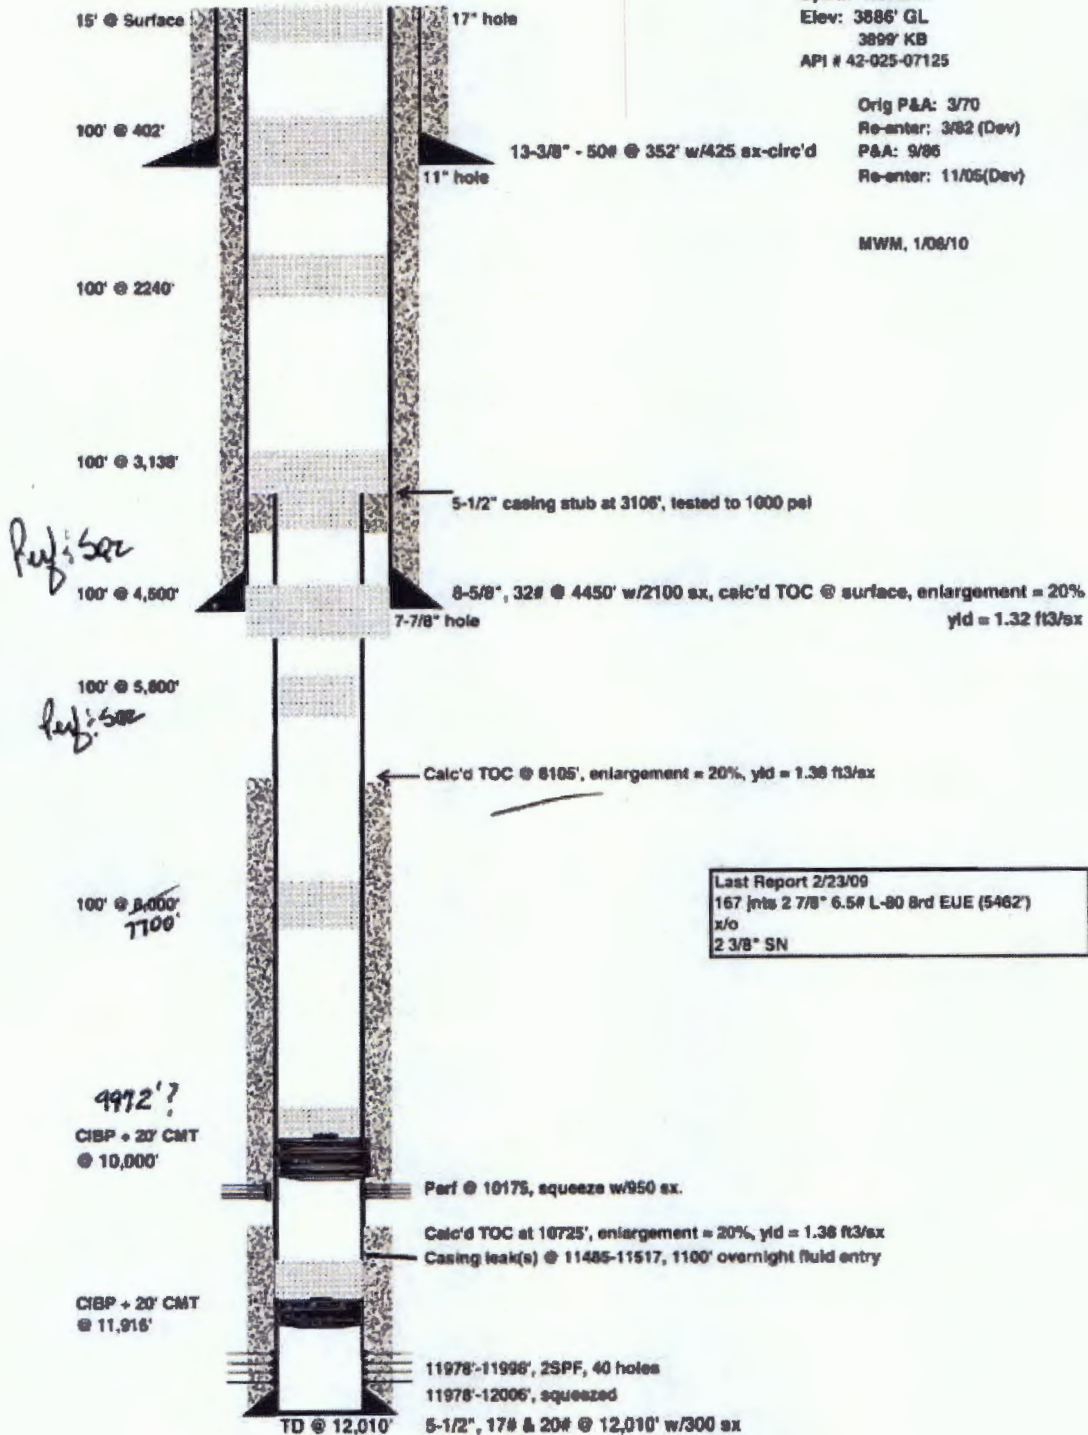 15' @ Surface
17" hole
Elev: 3886' GL
3899' KB
API # 42-025-07125
Orig P&A: 3/70
Re-enter: 3/82 (Dev)
P&A: 9/86
Re-enter: 11/05(Dev)
MWM, 1/08/10
100' @ 402'
13-3/8" - 50# @ 352' w/425 sx-circ'd
11" hole
100' @ 2240'
100' @ 3,138'
5-1/2" casing stub at 3106', tested to 1000 psi
Perf & Sqz
100' @ 4,500'
8-5/8", 32# @ 4450' w/2100 sx, calc'd TOC @ surface, enlargement = 20%
yld = 1.32 ft3/sx
7-7/8" hole
100' @ 5,800'
Perf & Sqz
Calc'd TOC @ 6105', enlargement = 20%, yld = 1.36 ft3/sx
100' @ 8,000'
7700'
Last Report 2/23/09
167 jnts 2 7/8" 6.5# L-80 8rd EUE (5462')
x/o
2 3/8" SN
9972'?
CIBP + 20' CMT
@ 10,000'
Perf @ 10175, squeeze w/950 sx.
Calc'd TOC at 10725', enlargement = 20%, yld = 1.36 ft3/sx
Casing leak(s) @ 11485-11517, 1100' overnight fluid entry
CIBP + 20' CMT
@ 11,916'
11978'-11998', 2SPF, 40 holes
11978'-12006', squeezed
TD @ 12,010'
5-1/2", 17# & 20# @ 12,010' w/300 sx